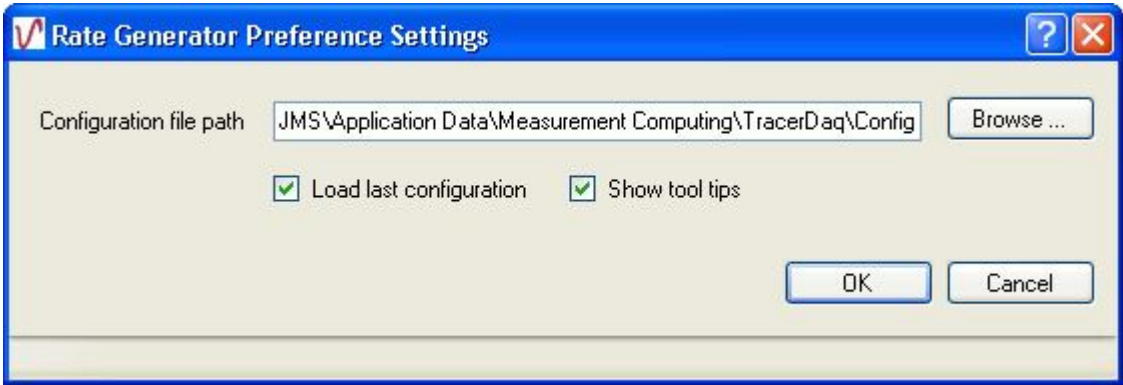 Rate Generator Preference Settings
Configuration file path JMS\Application Data\Measurement Computing\TracerDaq\Config Browse ...
Load last configuration Show tool tips
OK Cancel